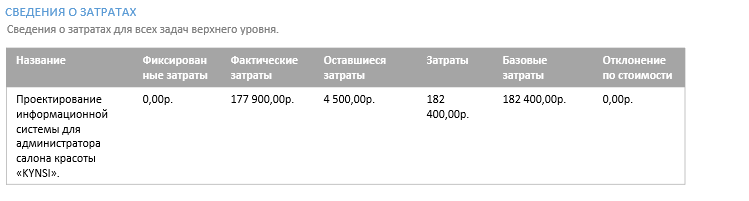 СВЕДЕНИЯ О ЗАТРАТАХ
Сведения о затратах для всех задач верхнего уровня.
Название Фиксирован Фактические Оставшиеся Затраты Базовые Отклонение
ные затраты затраты затраты затраты по стоимости
Проектирование 0,00р. 177 900,00р. 4 500,00р. 182 182 400,00р. 0,00р.
информационной 400,00р.
системы для
администратора
салона красоты
«KYNSI».